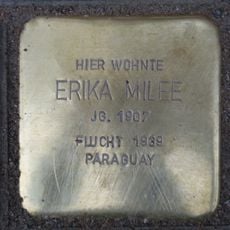 HIER WOHNTE
ERIKA MILEE
JG. 1907
FLUCHT 1939
PARAGUAY